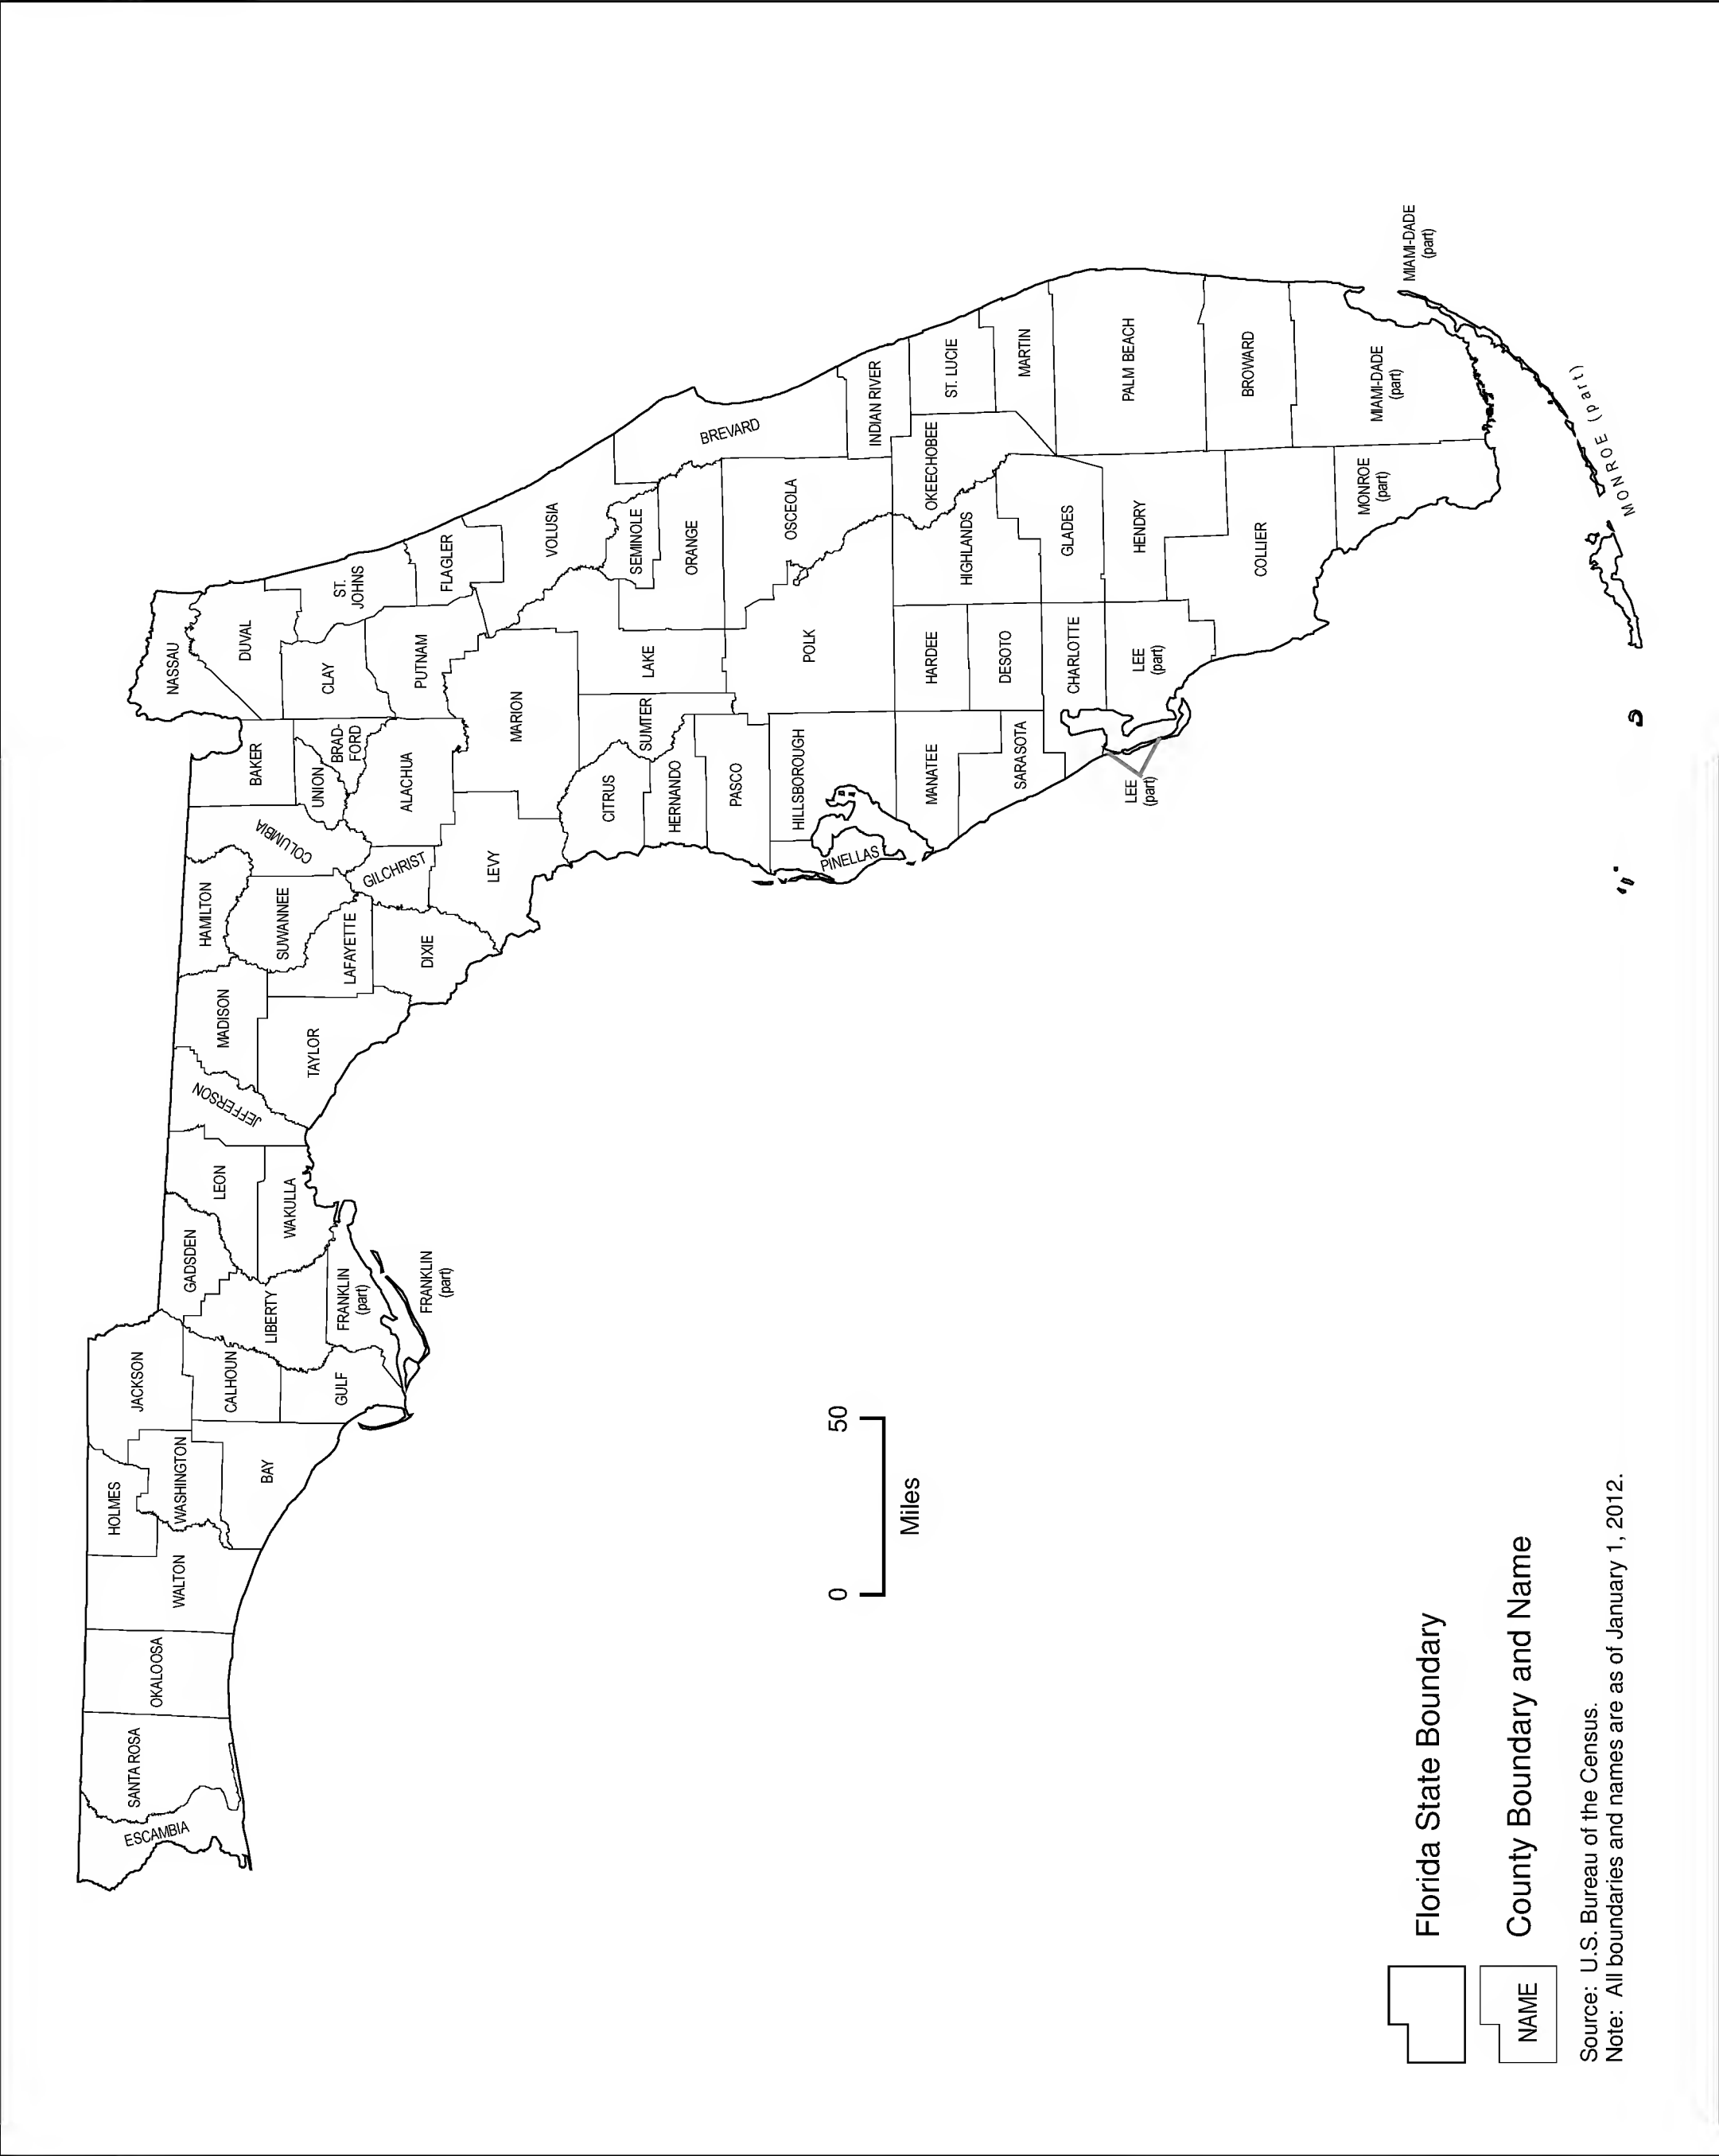 ESCAMBIA
SANTA ROSA
OKALOOSA
WALTON
HOLMES
WASHINGTON
BAY
JACKSON
CALHOUN
GULF
LIBERTY
GADSDEN
FRANKLIN
(part)
FRANKLIN
(part)
LEON
WAKULLA
JEFFERSON
MADISON
TAYLOR
HAMILTON
SUWANNEE
LAFAYETTE
DIXIE
COLUMBIA
GILCHRIST
LEVY
BAKER
UNION
BRAD-
FORD
ALACHUA
NASSAU
DUVAL
CLAY
ST.
JOHNS
PUTNAM
FLAGLER
MARION
VOLUSIA
CITRUS
SUMTER
LAKE
SEMINOLE
ORANGE
HERNANDO
PASCO
BREVARD
OSCEOLA
POLK
HILLSBOROUGH
PINELLAS
INDIAN RIVER
MANATEE
HARDEE
HIGHLANDS
OKEECHOBEE
ST. LUCIE
SARASOTA
DESOTO
MARTIN
CHARLOTTE
GLADES
PALM BEACH
LEE
(part)
LEE
(part)
HENDRY
COLLIER
BROWARD
MONROE
(part)
MIAMI-DADE
(part)
MIAMI-DADE
(part)
MONROE (part)
0 50
Miles
Florida State Boundary
NAME County Boundary and Name
Source: U.S. Bureau of the Census.
Note: All boundaries and names are as of January 1, 2012.